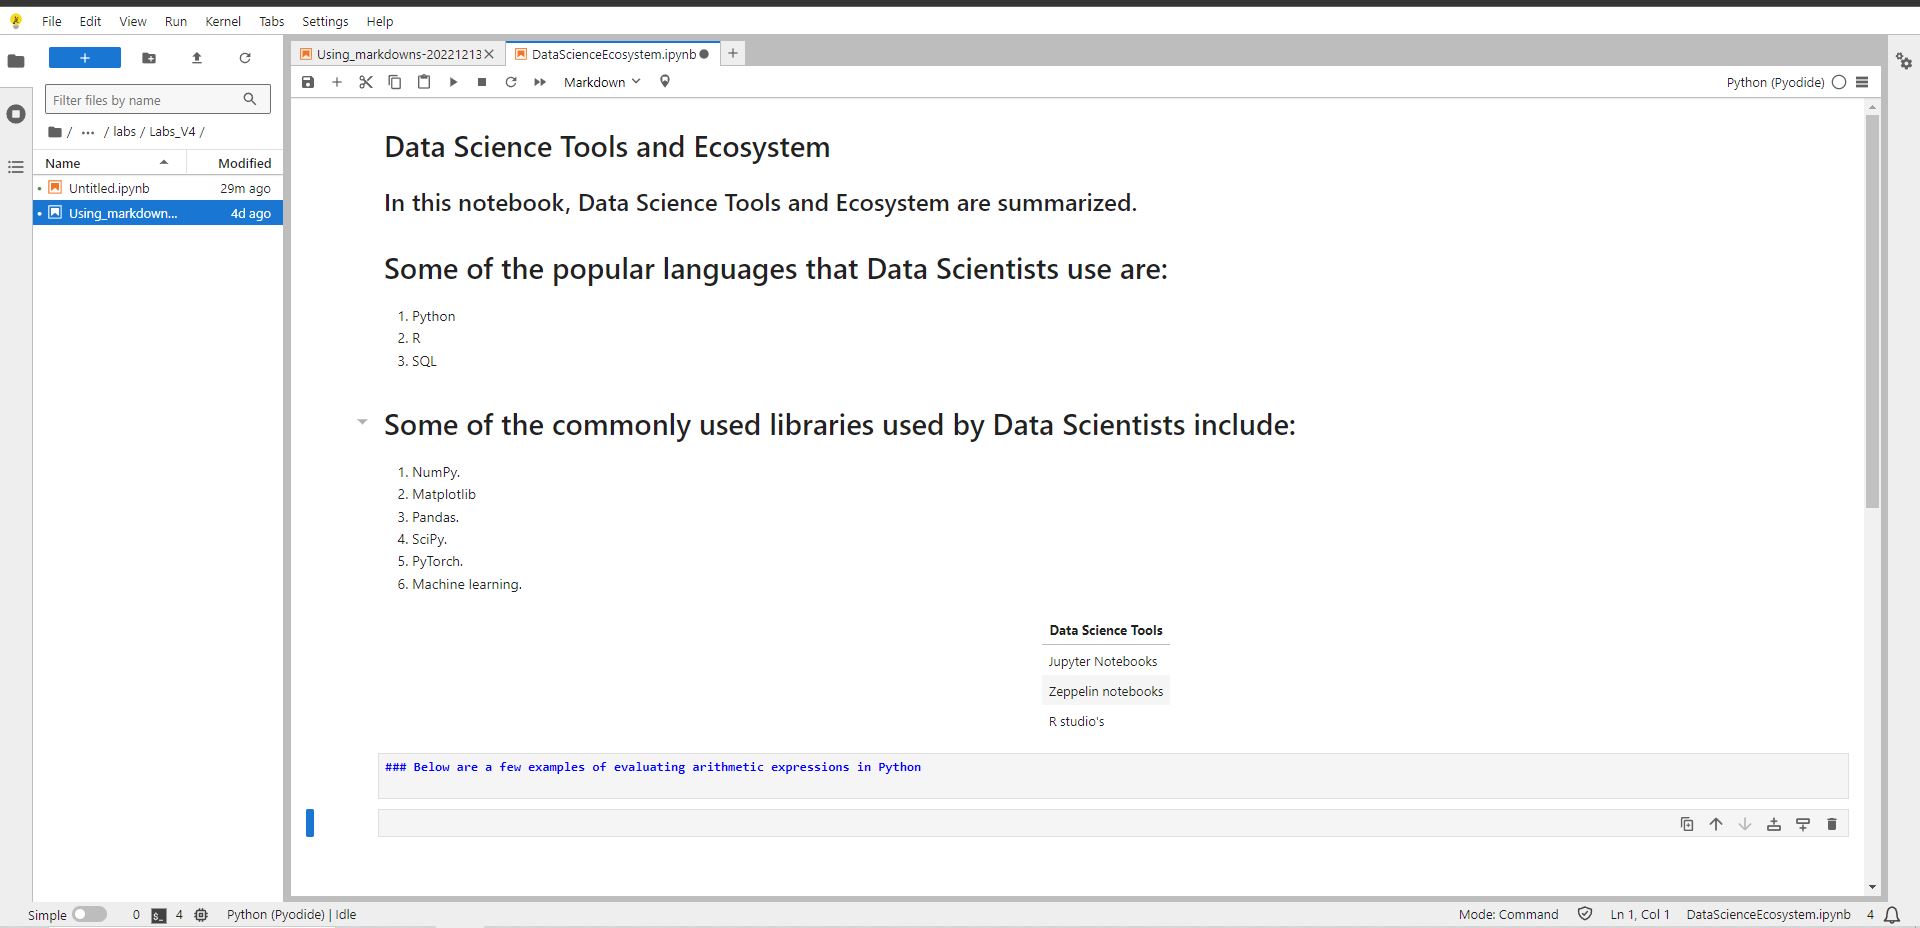 File Edit View Run Kernel Tabs Settings Help
Using_markdowns-20221213
DataScienceEcosystem.ipynb
Filter files by name
Markdown
Python (Pyodide)
/ ... / labs / Labs_V4 /
Name Modified
Untitled.ipynb 29m ago
Using_markdown... 4d ago
Data Science Tools and Ecosystem
In this notebook, Data Science Tools and Ecosystem are summarized.
Some of the popular languages that Data Scientists use are:
1. Python
2. R
3. SQL
Some of the commonly used libraries used by Data Scientists include:
1. NumPy.
2. Matplotlib
3. Pandas.
4. SciPy.
5. PyTorch.
6. Machine learning.
Data Science Tools
Jupyter Notebooks
Zeppelin notebooks
R studio's
### Below are a few examples of evaluating arithmetic expressions in Python
Simple 0 $_ 4 Python (Pyodide) | Idle Mode: Command Ln 1, Col 1 DataScienceEcosystem.ipynb 4